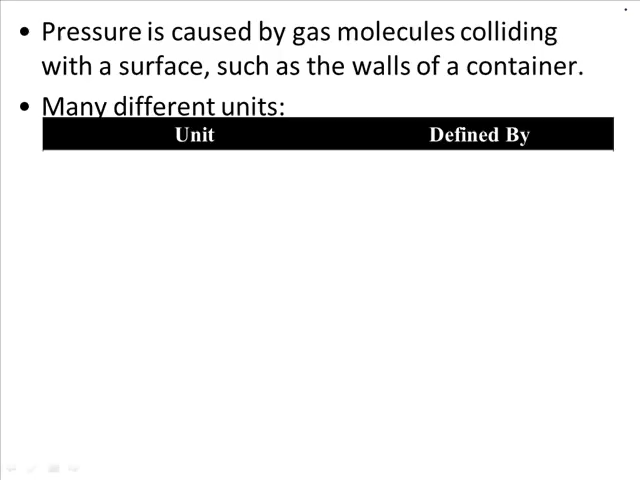 • Pressure is caused by gas molecules colliding
with a surface, such as the walls of a container.
• Many different units:
Unit Defined By